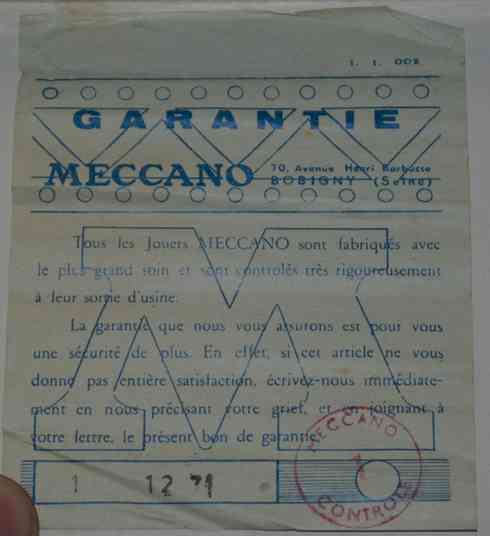 1. 1. 008
GARANTIE
MECCANO
70, Avenue Henri Barbusse
BOBIGNY (Seine)
Tous les Jouets MECCANO sont fabriqués avec
le plus grand soin et sont contrôlés très rigoureusement
à leur sortie d'usine.
La garantie que nous vous assurons est pour vous
une sécurité de plus. En effet, si cet article ne vous
donne pas entière satisfaction, écrivez-nous immédiate-
ment en nous précisant votre grief, et en joignant à
votre lettre, le présent bon de garantie.
1 12 71
MECCANO
CONTROLE